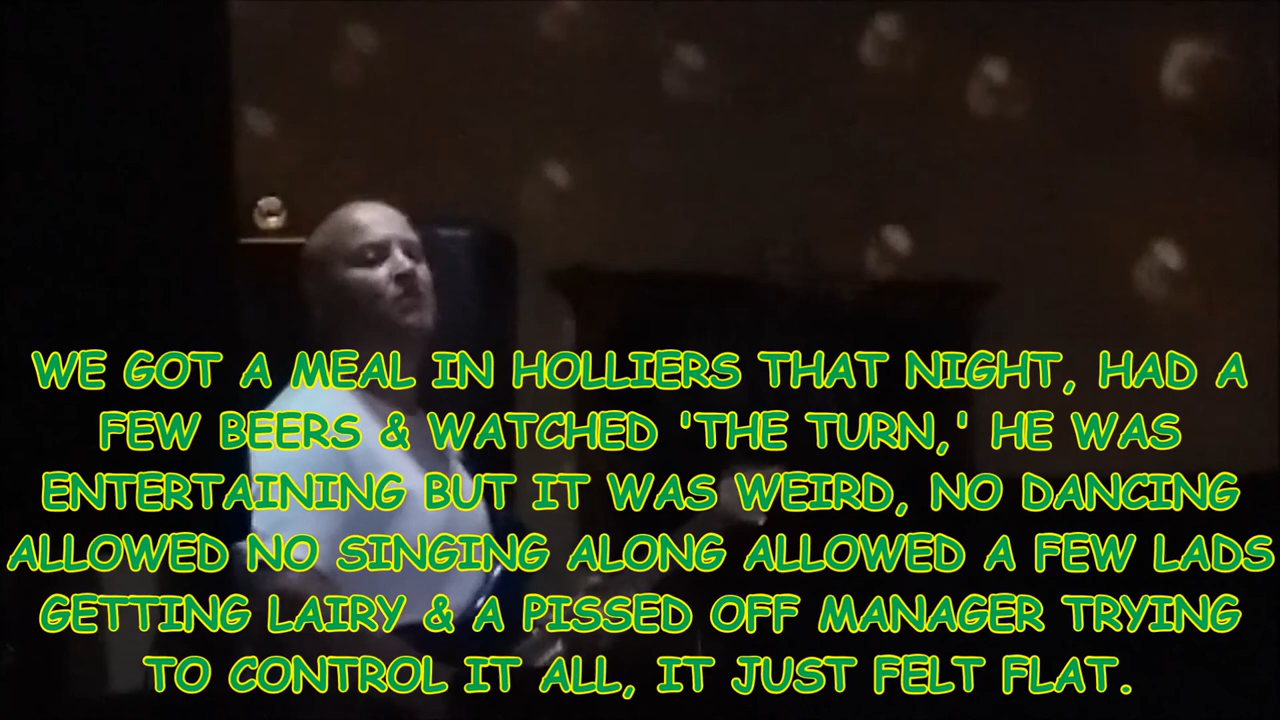 WE GOT A MEAL IN HOLLIERS THAT NIGHT, HAD A
FEW BEERS & WATCHED 'THE TURN,' HE WAS
ENTERTAINING BUT IT WAS WEIRD, NO DANCING
ALLOWED NO SINGING ALONG ALLOWED A FEW LADS
GETTING LAIRY & A PISSED OFF MANAGER TRYING
TO CONTROL IT ALL, IT JUST FELT FLAT.